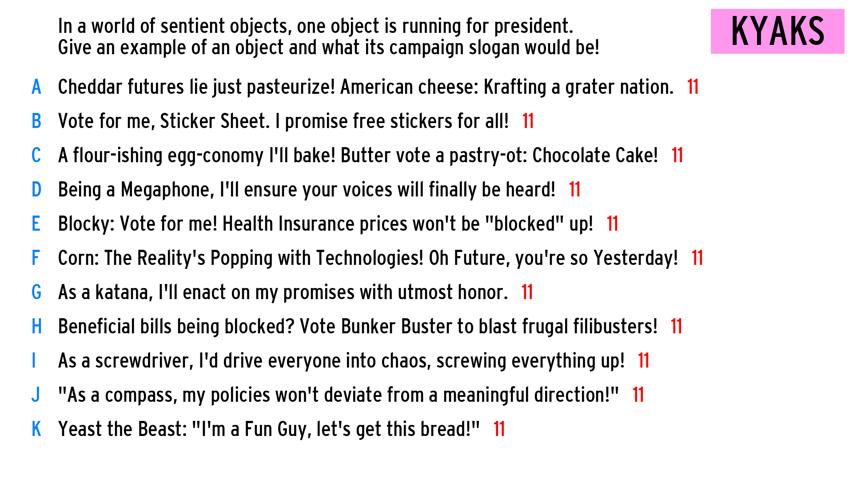 In a world of sentient objects, one object is running for president.
Give an example of an object and what its campaign slogan would be!
KYAKS
A Cheddar futures lie just pasteurize! American cheese: Krafting a grater nation. 11
B Vote for me, Sticker Sheet. I promise free stickers for all! 11
C A flour-ishing egg-conomy I'll bake! Butter vote a pastry-ot: Chocolate Cake! 11
D Being a Megaphone, I'll ensure your voices will finally be heard! 11
E Blocky: Vote for me! Health Insurance prices won't be "blocked" up! 11
F Corn: The Reality's Popping with Technologies! Oh Future, you're so Yesterday! 11
G As a katana, I'll enact on my promises with utmost honor. 11
H Beneficial bills being blocked? Vote Bunker Buster to blast frugal filibusters! 11
I As a screwdriver, I'd drive everyone into chaos, screwing everything up! 11
J "As a compass, my policies won't deviate from a meaningful direction!" 11
K Yeast the Beast: "I'm a Fun Guy, let's get this bread!" 11